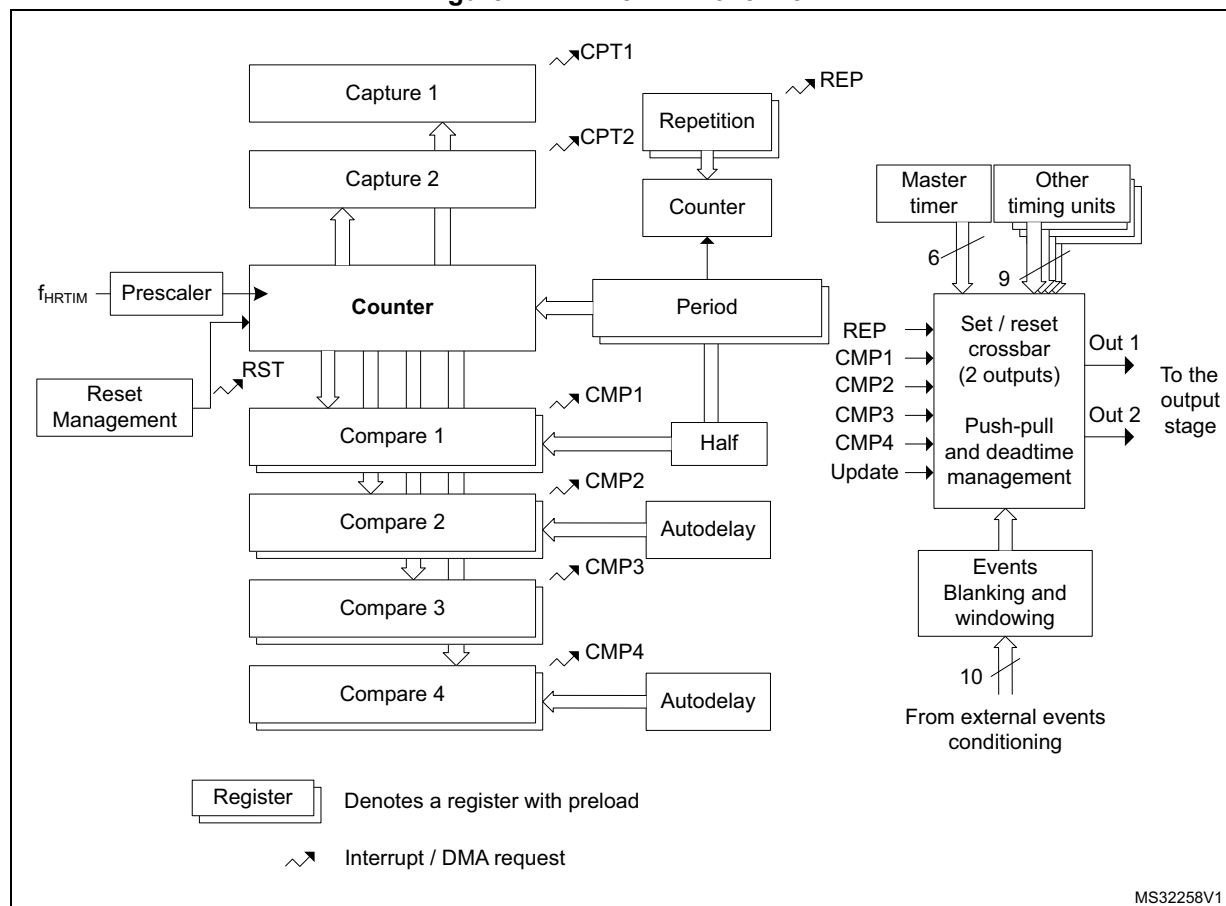 CPT1
Capture 1
REP
Repetition
CPT2
Capture 2
Master
timer
Other
timing units
Counter
6
9
fHRTIM
Prescaler
Counter
Period
REP
CMP1
CMP2
CMP3
CMP4
Update
Set / reset
crossbar
(2 outputs)
Push-pull
and deadtime
management
Out 1
Out 2
To the
output
stage
RST
Reset
Management
CMP1
Compare 1
Half
CMP2
Compare 2
Autodelay
CMP3
Compare 3
Events
Blanking and
windowing
CMP4
Compare 4
Autodelay
10
From external events
conditioning
Register
Denotes a register with preload
Interrupt / DMA request
MS32258V1